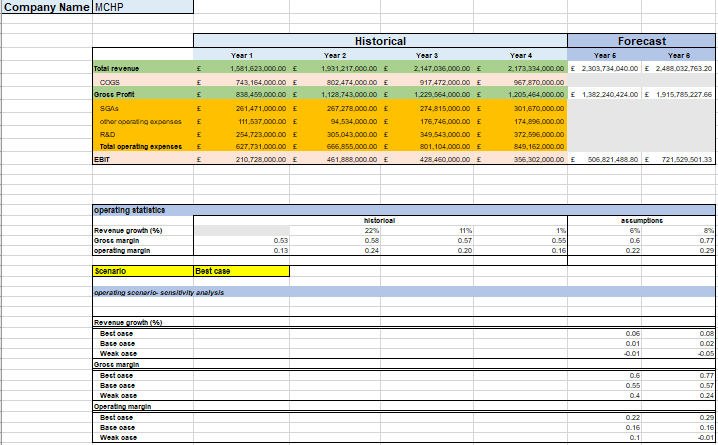 Company Name MCHP
Historical Forecast
Year 1 Year 2 Year 3 Year 4 Year 5 Year 6
Total revenue £ 1,581,623,000.00 £ 1,931,217,000.00 £ 2,147,036,000.00 £ 2,173,334,000.00 £ 2,303,734,040.00 £ 2,488,032,763.20
COGS £ 743,164,000.00 £ 802,474,000.00 £ 917,472,000.00 £ 967,870,000.00
Gross Profit £ 838,459,000.00 £ 1,128,743,000.00 £ 1,229,564,000.00 £ 1,205,464,000.00 £ 1,382,240,424.00 £ 1,915,785,227.66
SGAs £ 261,471,000.00 £ 267,278,000.00 £ 274,815,000.00 £ 301,670,000.00
other operating expenses £ 111,537,000.00 £ 94,534,000.00 £ 176,746,000.00 £ 174,896,000.00
R&D £ 254,723,000.00 £ 305,043,000.00 £ 349,543,000.00 £ 372,596,000.00
Total operating expenses £ 627,731,000.00 £ 666,855,000.00 £ 801,104,000.00 £ 849,162,000.00
EBIT £ 210,728,000.00 £ 461,888,000.00 £ 428,460,000.00 £ 356,302,000.00 £ 506,821,488.80 £ 721,529,501.33
operating statistics
historical assumptions
Revenue growth (%) 22% 11% 1% 6% 8%
Gross margin 0.53 0.58 0.57 0.55 0.6 0.77
operating margin 0.13 0.24 0.20 0.16 0.22 0.29
Scenario Best case
operating scenario- sensitivity analysis
Revenue growth (%)
Best case 0.06 0.08
Base case 0.01 0.02
Weak case -0.01 -0.05
Gross margin
Best case 0.6 0.77
Base case 0.55 0.57
Weak case 0.4 0.24
Operating margin
Best case 0.22 0.29
Base case 0.16 0.16
Weak case 0.1 -0.01